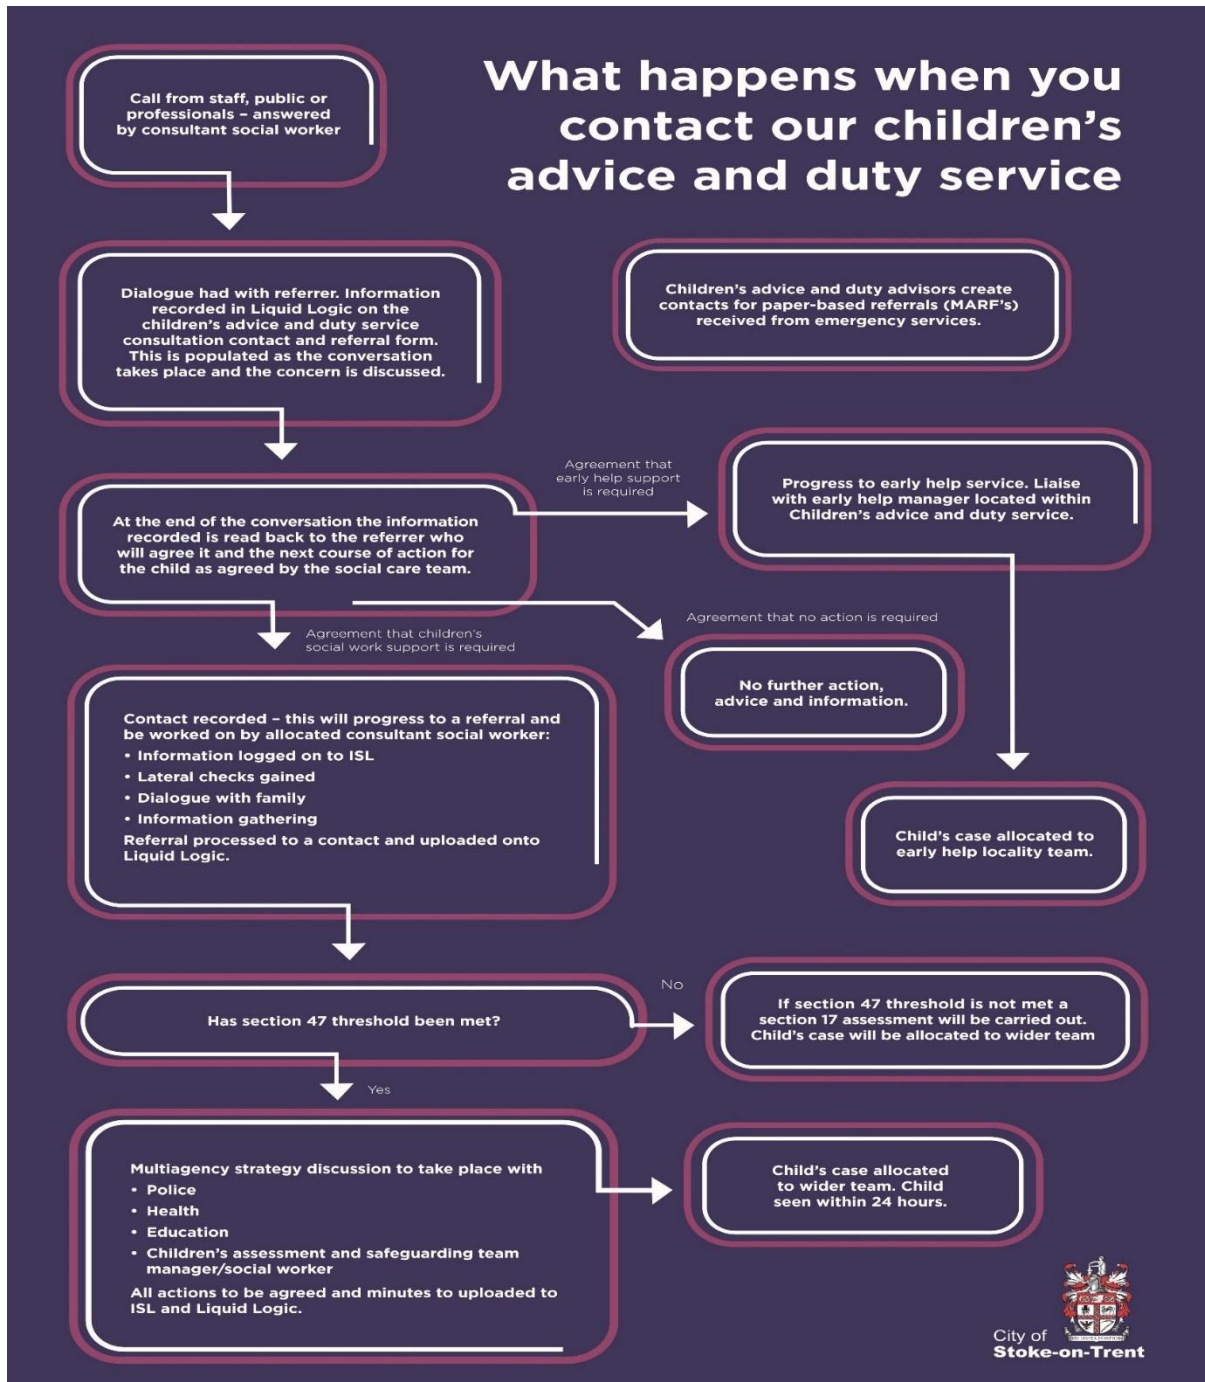 What happens when you
contact our children’s
advice and duty service
Call from staff, public or
professionals – answered
by consultant social worker
Dialogue had with referrer. Information
recorded in Liquid Logic on the
children’s advice and duty service
consultation contact and referral form.
This is populated as the conversation
takes place and the concern is discussed.
Children’s advice and duty advisors create
contacts for paper-based referrals (MARF’s)
received from emergency services.
At the end of the conversation the information
recorded is read back to the referrer who
will agree it and the next course of action for
the child as agreed by the social care team.
Agreement that
early help support
is required
Progress to early help service. Liaise
with early help manager located within
Children’s advice and duty service.
Agreement that no action is required
No further action,
advice and information.
Child’s case allocated to
early help locality team.
Agreement that children’s
social work support is required
Contact recorded – this will progress to a referral and
be worked on by allocated consultant social worker:
• Information logged on to ISL
• Lateral checks gained
• Dialogue with family
• Information gathering
Referral processed to a contact and uploaded onto
Liquid Logic.
Has section 47 threshold been met?
No
If section 47 threshold is not met a
section 17 assessment will be carried out.
Child’s case will be allocated to wider team
Yes
Multiagency strategy discussion to take place with
• Police
• Health
• Education
• Children’s assessment and safeguarding team
manager/social worker
All actions to be agreed and minutes to uploaded to
ISL and Liquid Logic.
Child’s case allocated
to wider team. Child
seen within 24 hours.
City of
Stoke-on-Trent